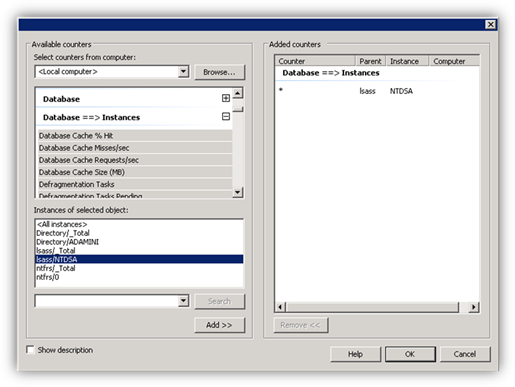 Available counters
Select counters from computer:
<Local computer>
Browse...
Database
Database ==> Instances
Database Cache % Hit
Database Cache Misses/sec
Database Cache Requests/sec
Database Cache Size (MB)
Defragmentation Tasks
Defragmentation Tasks Pending
Instances of selected object:
<All instances>
Directory/_Total
Directory/ADAMINI
lsass/_Total
lsass/NTDSA
ntfrs/_Total
ntfrs/0
Search
Add >>
Show description
Added counters
Counter Parent Instance Computer
Database ==> Instances
* lsass NTDSA
Remove <<
Help OK Cancel